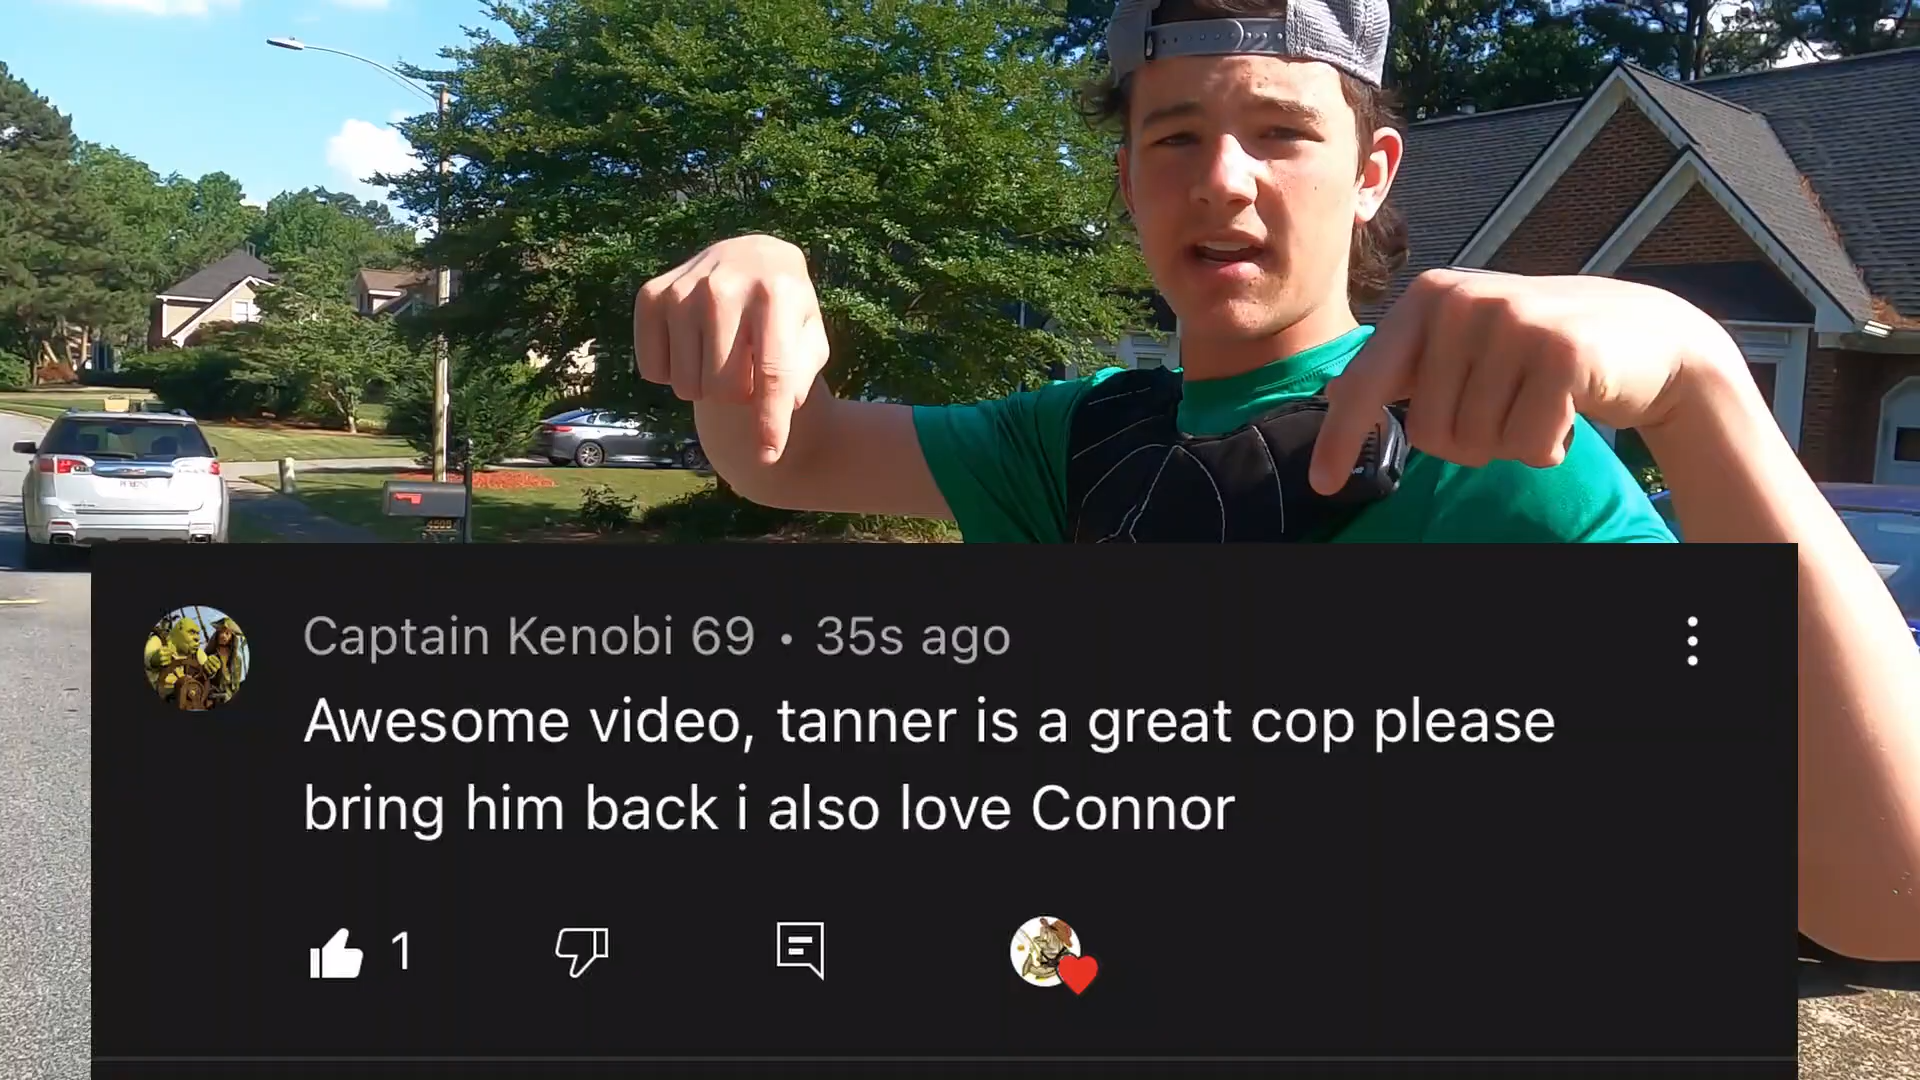 Captain Kenobi 69 • 35s ago
Awesome video, tanner is a great cop please
bring him back i also love Connor
1